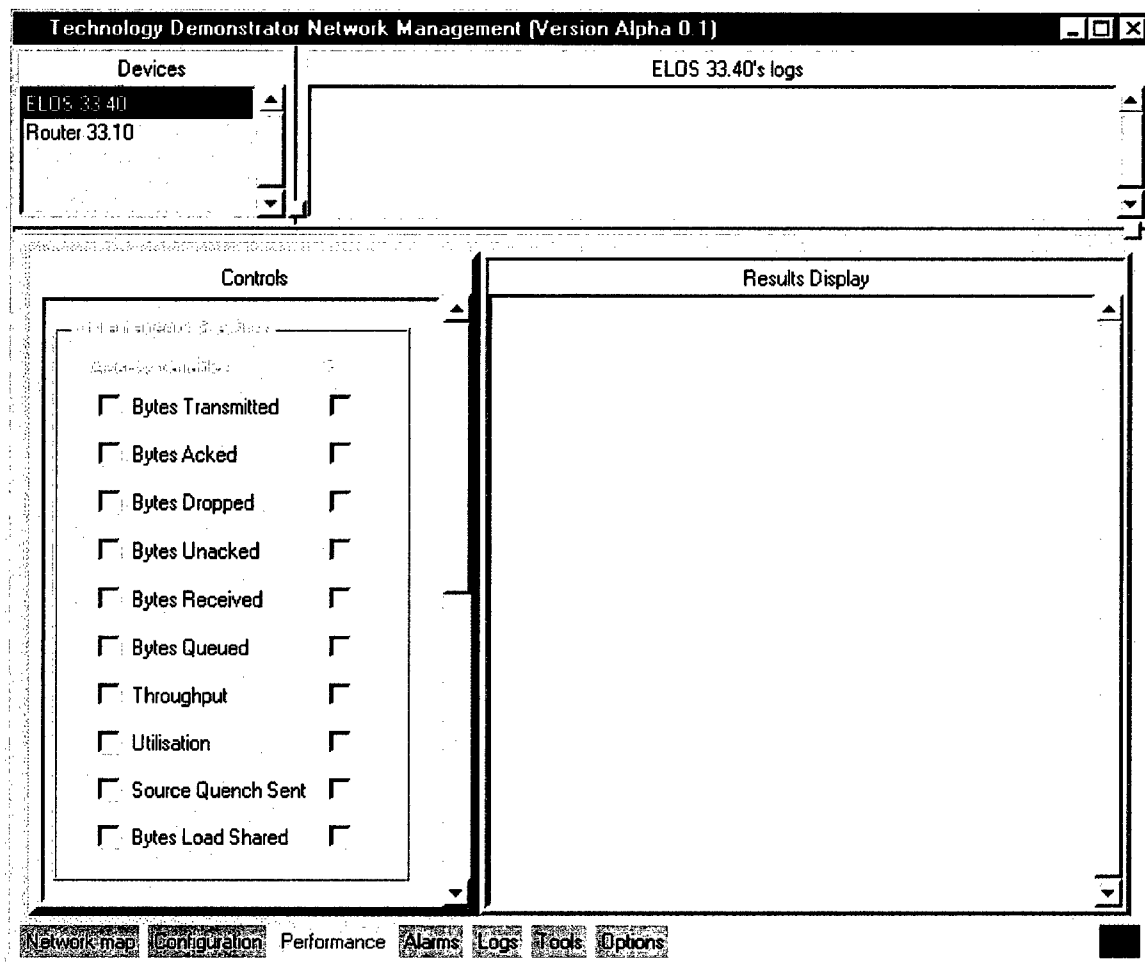 Technology Demonstrator Network Management (Version Alpha 0.1)
Devices
ELOS 33.40's logs
ELOS 33.40
Router 33.10
Controls
Results Display
Bytes Transmitted
Bytes Acked
Bytes Dropped
Bytes Unacked
Bytes Received
Bytes Queued
Throughput
Utilisation
Source Quench Sent
Bytes Load Shared
Network map Configuration Performance Alarms Logs Tools Options